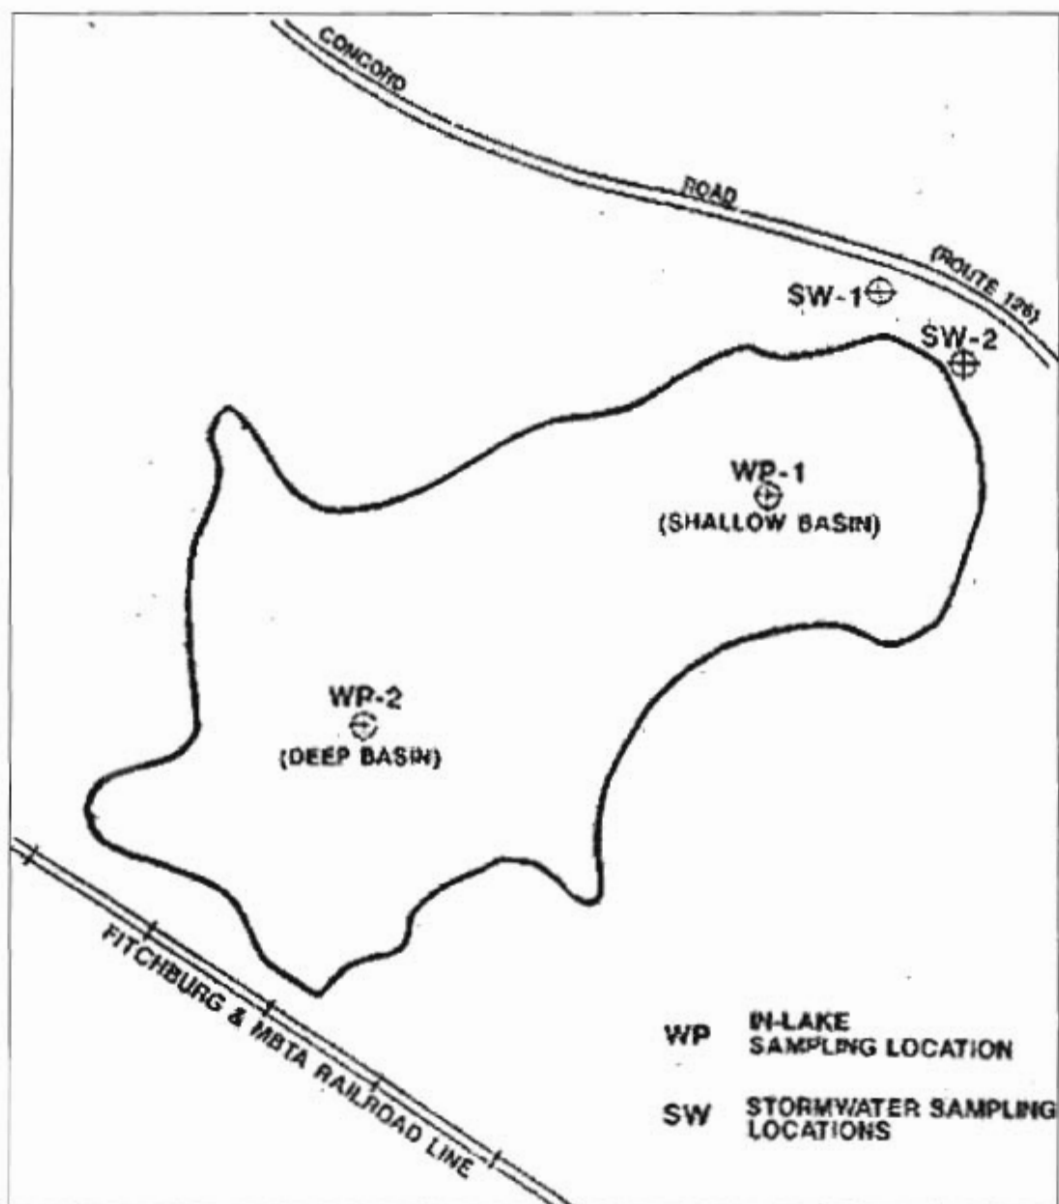 CONCORD
ROAD
(ROUTE 126)
SW-1
SW-2
WP-1
(SHALLOW BASIN)
WP-2
(DEEP BASIN)
FITCHBURG & MBTA RAILROAD LINE
WP IN-LAKE
SAMPLING LOCATION
SW STORMWATER SAMPLING
LOCATIONS